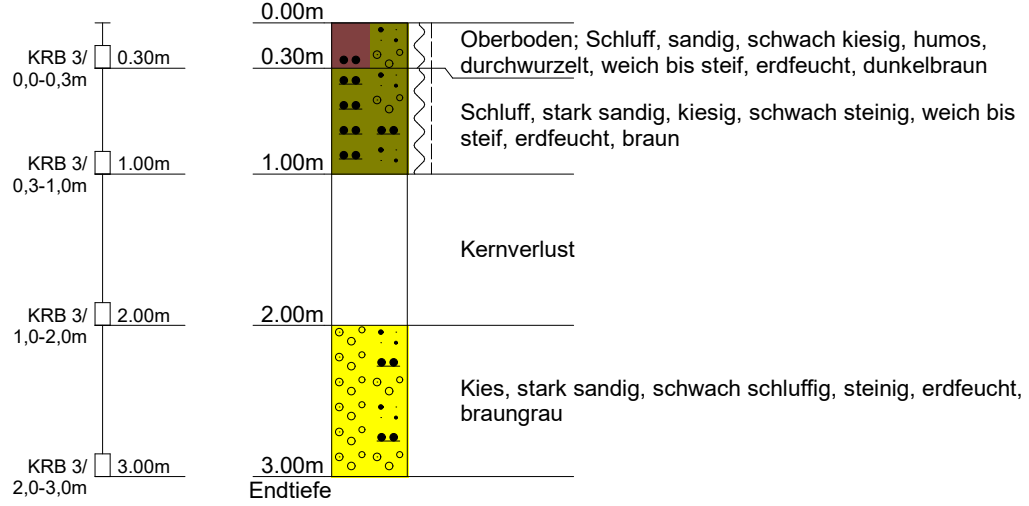 0.00m
KRB 3/ 0.30m
0,0-0,3m
0.30m
Oberboden; Schluff, sandig, schwach kiesig, humos,
durchwurzelt, weich bis steif, erdfeucht, dunkelbraun
Schluff, stark sandig, kiesig, schwach steinig, weich bis
steif, erdfeucht, braun
KRB 3/ 1.00m
0,3-1,0m
1.00m
Kernverlust
KRB 3/ 2.00m
1,0-2,0m
2.00m
Kies, stark sandig, schwach schluffig, steinig, erdfeucht,
braungrau
KRB 3/ 3.00m
2,0-3,0m
3.00m
Endtiefe